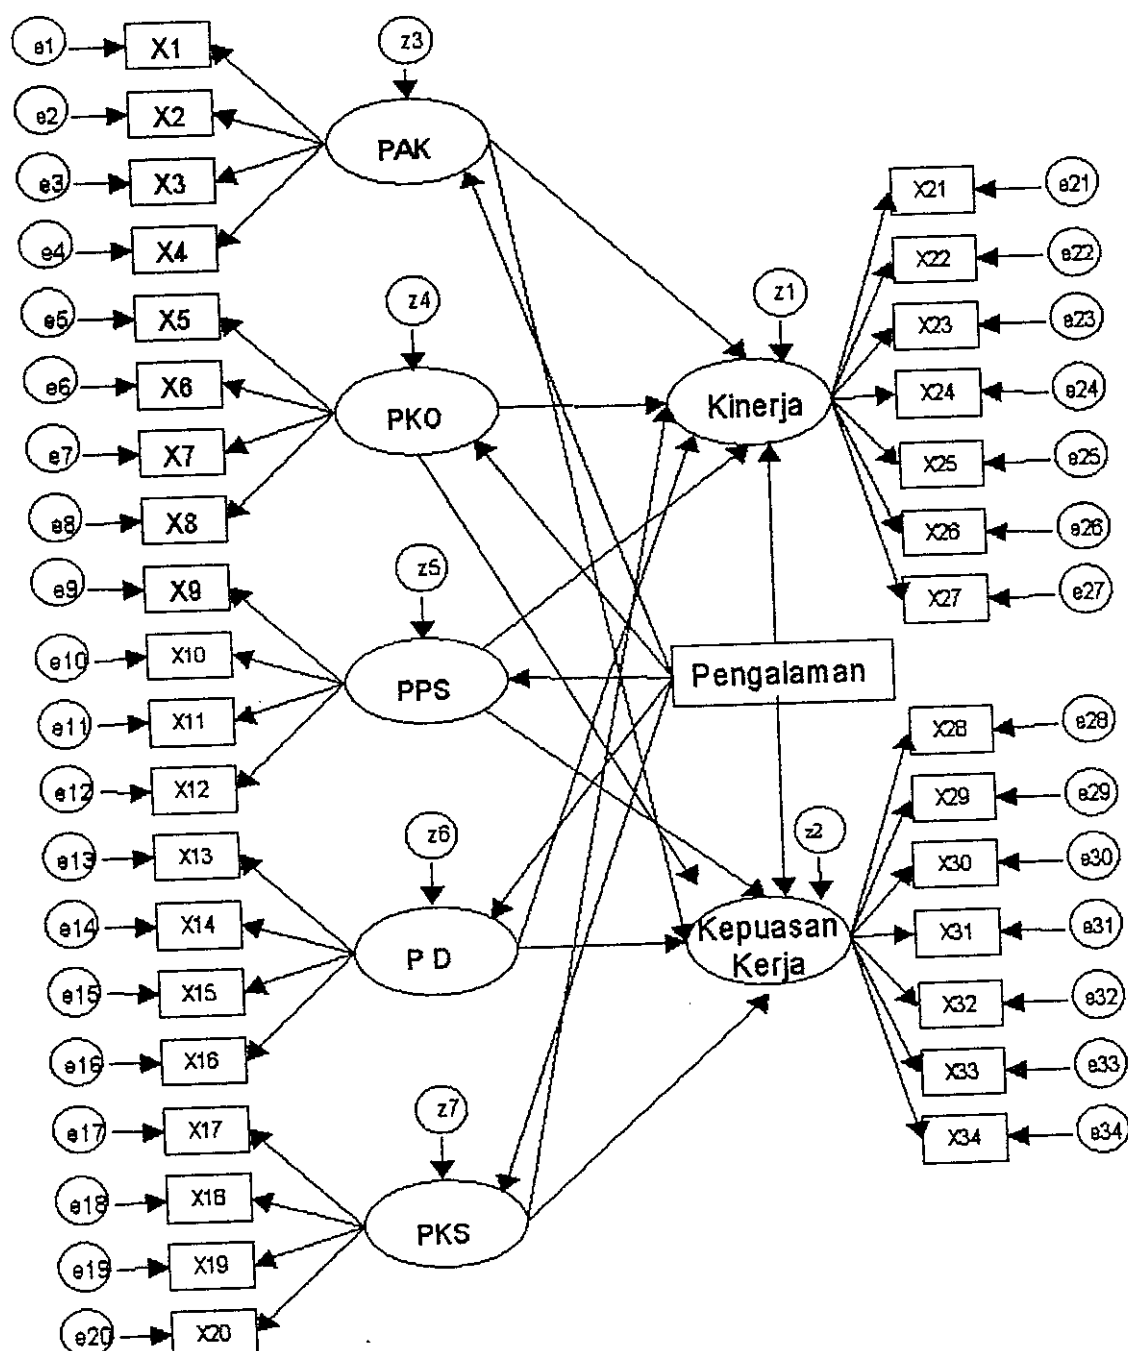 e1
X1
z3
e2
X2
PAK
e3
X3
e4
X4
e5
X5
z4
e6
X6
PKO
e7
X7
e8
X8
e9
X9
z5
e10
X10
PPS
e11
X11
e12
X12
e13
X13
z6
e14
X14
P D
e15
X15
e16
X16
e17
X17
z7
e18
X18
PKS
e19
X19
e20
X20
z1
Kinerja
Pengalaman
z2
Kepuasan
Kerja
X21
e21
X22
e22
X23
e23
X24
e24
X25
e25
X26
e26
X27
e27
X28
e28
X29
e29
X30
e30
X31
e31
X32
e32
X33
e33
X34
e34